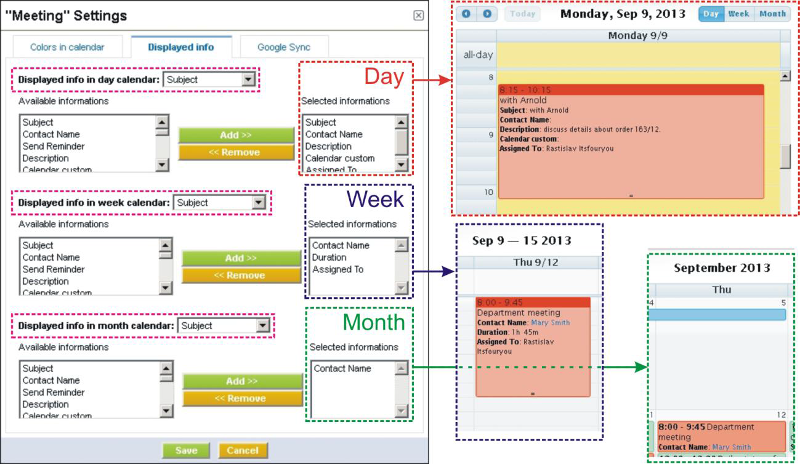 "Meeting" Settings
Colors in calendar
Displayed info
Google Sync
Displayed info in day calendar: Subject
Available informations
Selected informations
Subject
Contact Name
Send Reminder
Description
Calendar custom
Add >>
<< Remove
Subject
Contact Name
Description
Calendar custom
Assigned To
Day
Displayed info in week calendar: Subject
Available informations
Selected informations
Subject
Contact Name
Send Reminder
Description
Calendar custom
Add >>
<< Remove
Contact Name
Duration
Assigned To
Week
Displayed info in month calendar: Subject
Available informations
Selected informations
Subject
Contact Name
Send Reminder
Description
Calendar custom
Add >>
<< Remove
Contact Name
Month
Save
Cancel
Today
Monday, Sep 9, 2013
Day
Week
Month
Monday 9/9
all-day
8
9
10
8:15 - 10:15
with Arnold
Subject: with Arnold
Contact Name:
Description: discuss details about order 163/12.
Calendar custom:
Assigned To: Rastislav Itsfouryou
Sep 9 — 15 2013
Thu 9/12
8:00 - 9:45
Department meeting
Contact Name: Mary Smith
Duration: 1h 45m
Assigned To: Rastislav
Itsfouryou
September 2013
Thu
4
5
12
8:00 - 9:45 Department
meeting
Contact Name: Mary Smith